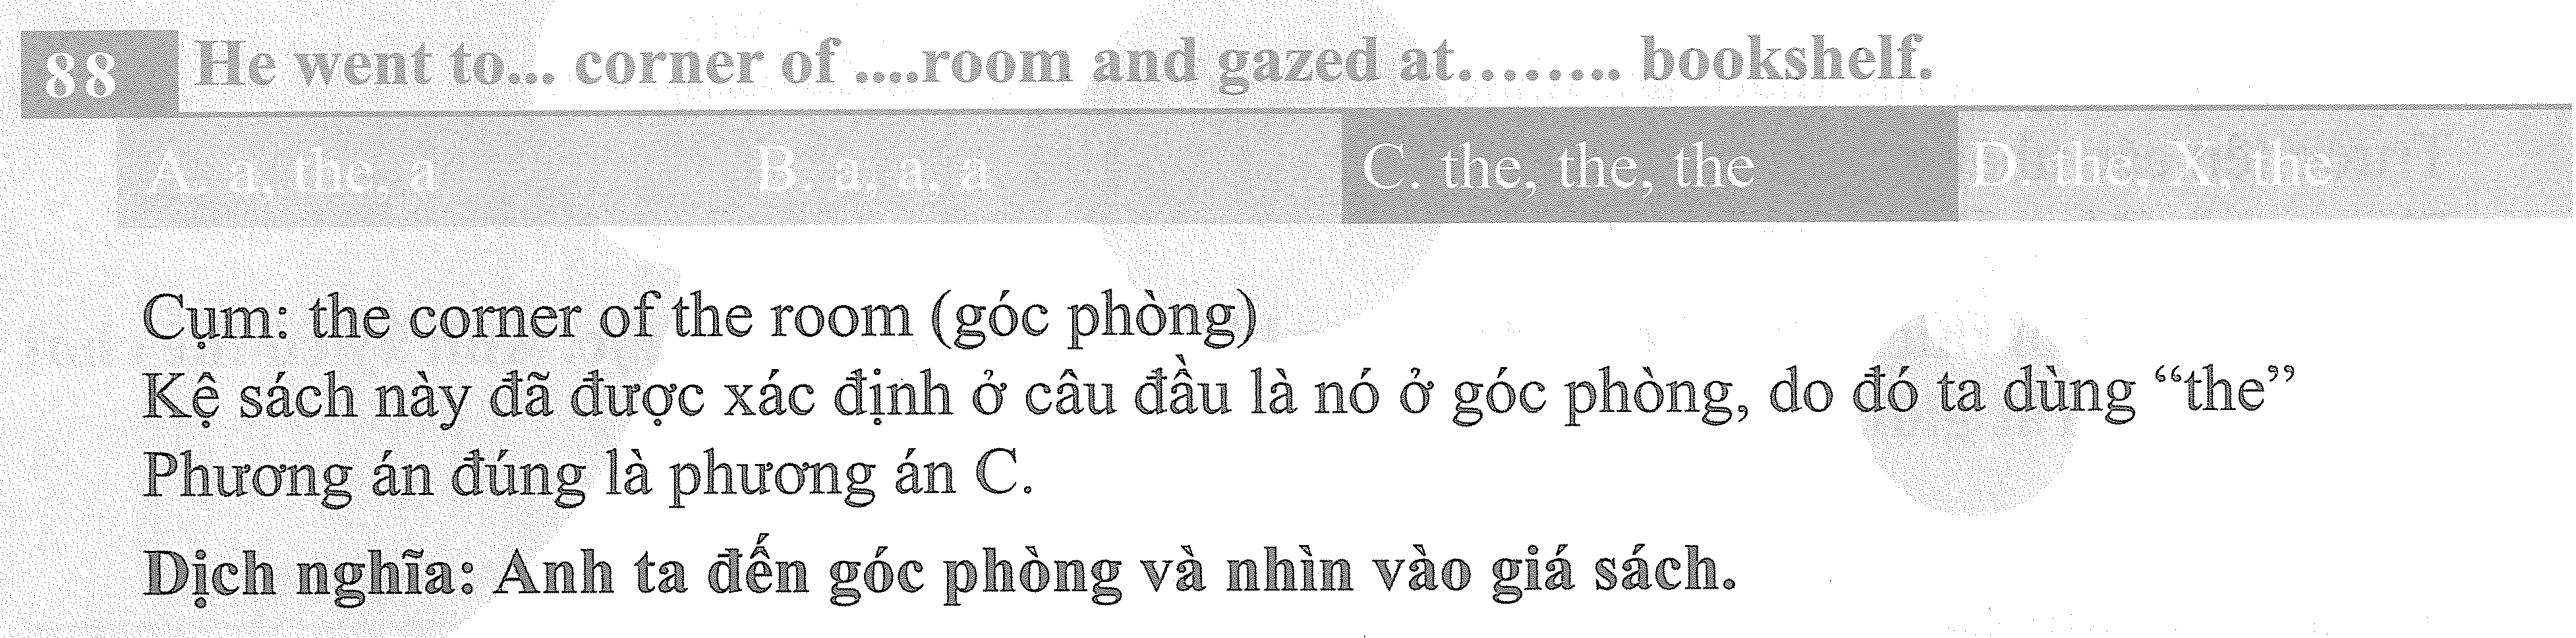 88 He went to... corner of ....room and gazed at........ bookshelf.
A. a, the, a B. a, a, a C. the, the, the D. the, X, the
Cụm: the corner of the room (góc phòng)
Kệ sách này đã được xác định ở câu đầu là nó ở góc phòng, do đó ta dùng “the”
Phương án đúng là phương án C.
Dịch nghĩa: Anh ta đến góc phòng và nhìn vào giá sách.